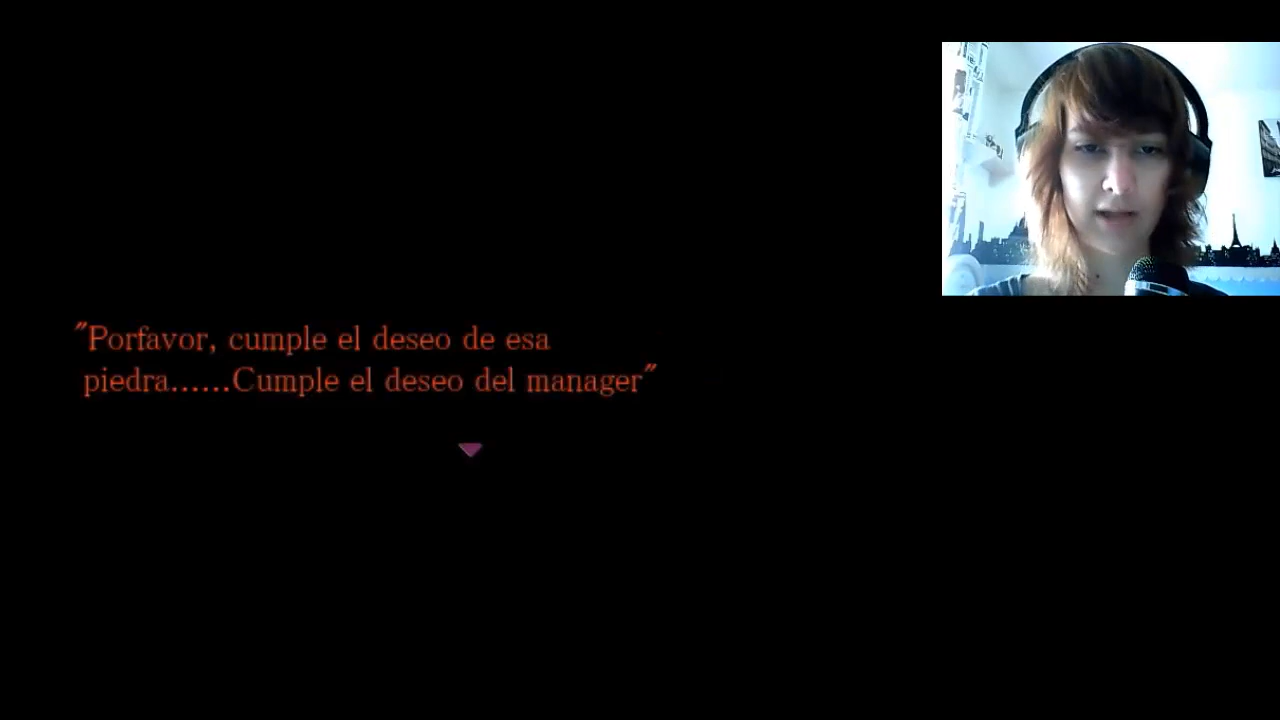 "Porfavor, cumple el deseo de esa
piedra......Cumple el deseo del manager"